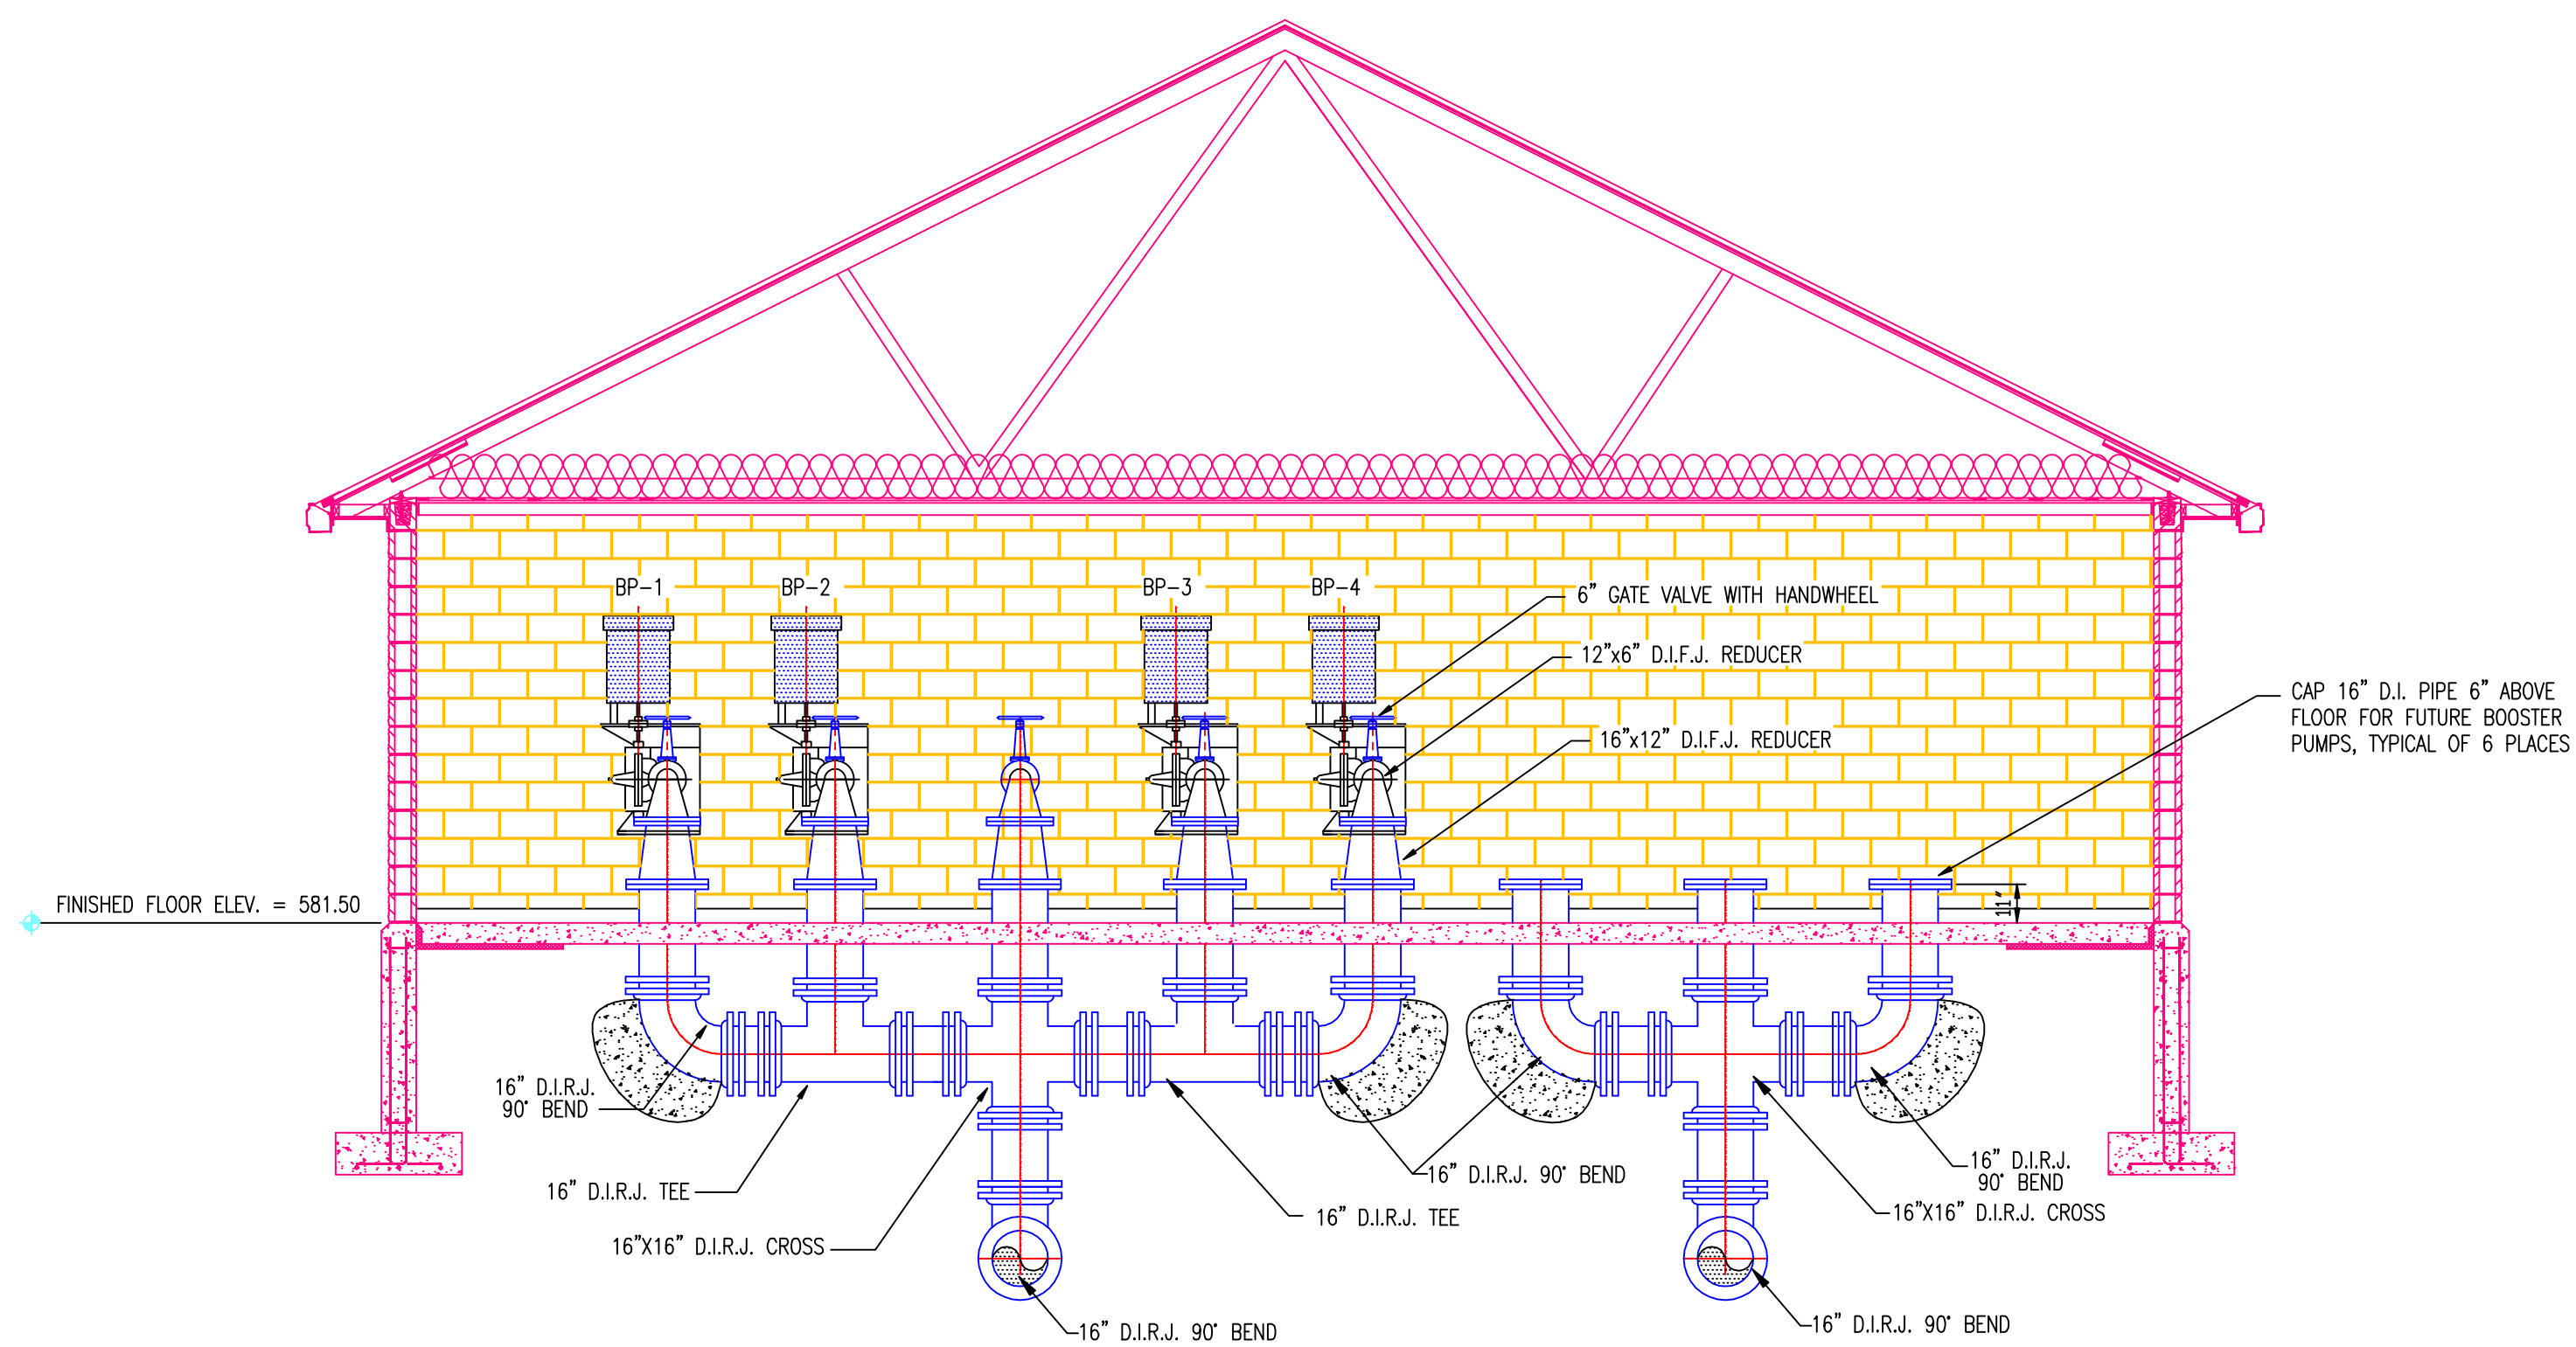 BP-1
BP-2
BP-3
BP-4
6" GATE VALVE WITH HANDWHEEL
12"x6" D.I.F.J. REDUCER
16"x12" D.I.F.J. REDUCER
CAP 16" D.I. PIPE 6" ABOVE
FLOOR FOR FUTURE BOOSTER
PUMPS, TYPICAL OF 6 PLACES
11"
FINISHED FLOOR ELEV. = 581.50
16" D.I.R.J.
90° BEND
16" D.I.R.J. TEE
16"X16" D.I.R.J. CROSS
16" D.I.R.J. 90° BEND
16" D.I.R.J. TEE
16" D.I.R.J. 90° BEND
16" D.I.R.J.
90° BEND
16"X16" D.I.R.J. CROSS
16" D.I.R.J. 90° BEND